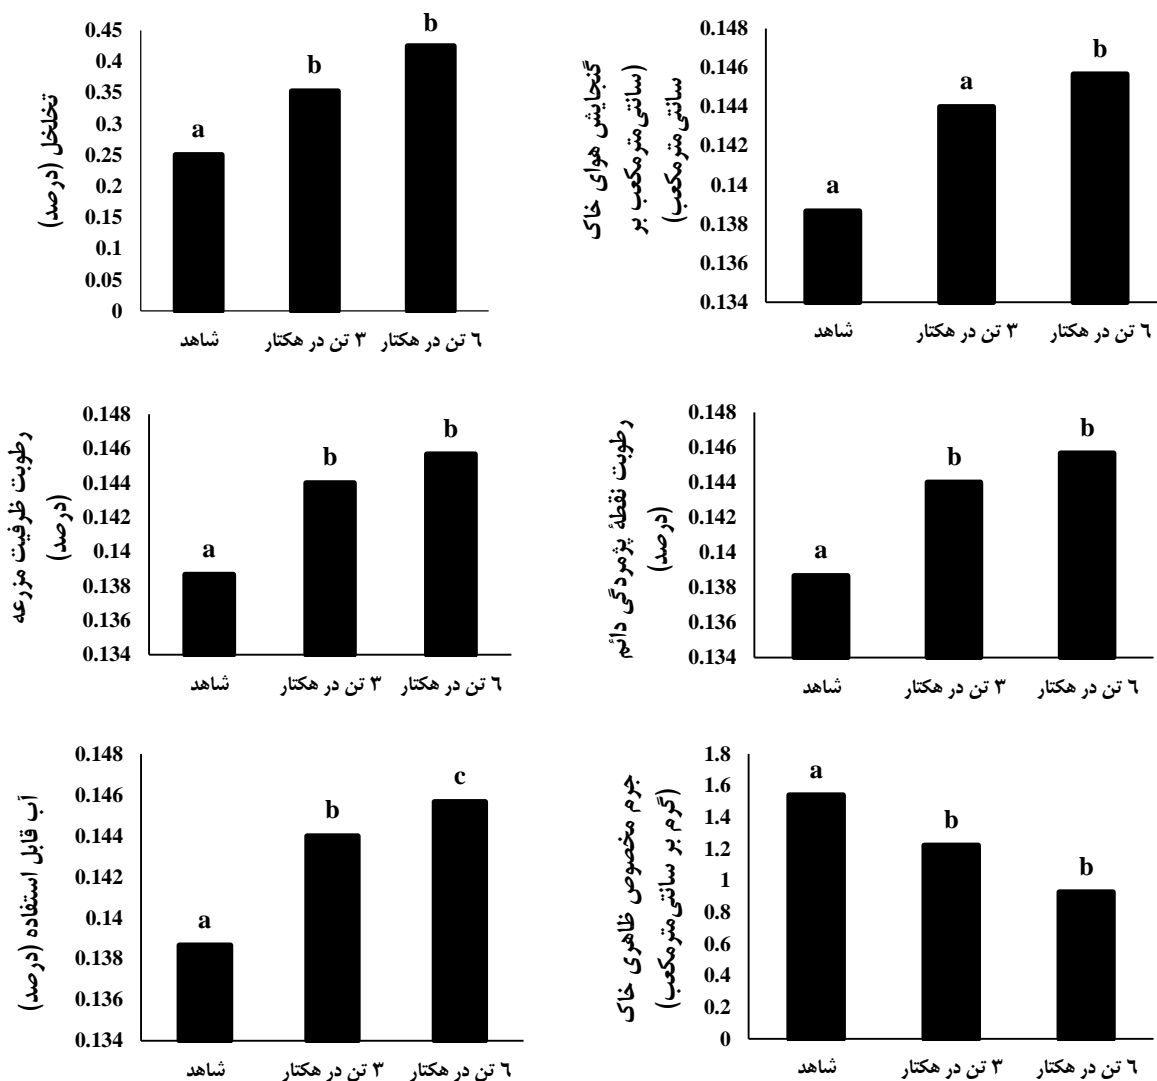 تخلخل (درصد)
0.45
0.4
0.35
0.3
0.25
0.2
0.15
0.1
0.05
0
a
b
b
شاهد
۳ تن در هکتار
۶ تن در هکتار
گنجایش هوای خاک
(سانتی‌مترمکعب بر
سانتی‌مترمکعب)
0.148
0.146
0.144
0.142
0.14
0.138
0.136
0.134
a
a
b
شاهد
۳ تن در هکتار
۶ تن در هکتار
رطوبت ظرفیت مزرعه
(درصد)
0.148
0.146
0.144
0.142
0.14
0.138
0.136
0.134
a
b
b
شاهد
۳ تن در هکتار
۶ تن در هکتار
رطوبت نقطۀ پژمردگی دائم
(درصد)
0.148
0.146
0.144
0.142
0.14
0.138
0.136
0.134
a
b
b
شاهد
۳ تن در هکتار
۶ تن در هکتار
آب قابل استفاده (درصد)
0.148
0.146
0.144
0.142
0.14
0.138
0.136
0.134
a
b
c
شاهد
۳ تن در هکتار
۶ تن در هکتار
جرم مخصوص ظاهری خاک
(گرم بر سانتی‌مترمکعب)
1.8
1.6
1.4
1.2
1
0.8
0.6
0.4
0.2
0
a
b
b
شاهد
۳ تن در هکتار
۶ تن در هکتار